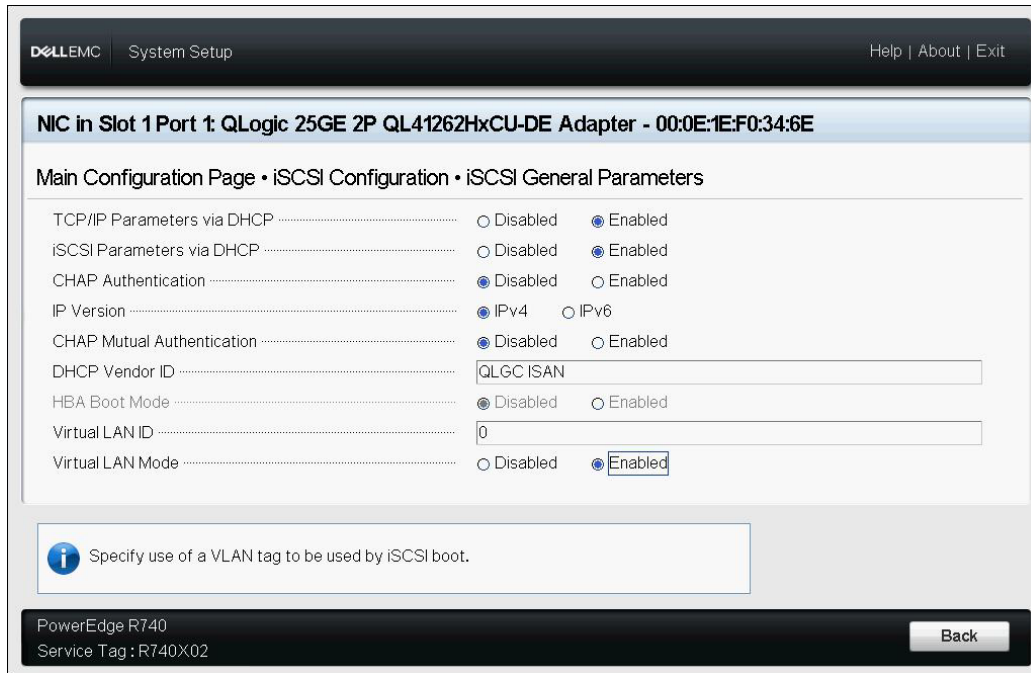 DELLEMC System Setup Help | About | Exit
NIC in Slot 1 Port 1: QLogic 25GE 2P QL41262HxCU-DE Adapter - 00:0E:1E:F0:34:6E
Main Configuration Page • iSCSI Configuration • iSCSI General Parameters
TCP/IP Parameters via DHCP Disabled Enabled
iSCSI Parameters via DHCP Disabled Enabled
CHAP Authentication Disabled Enabled
IP Version IPv4 IPv6
CHAP Mutual Authentication Disabled Enabled
DHCP Vendor ID QLGC ISAN
HBA Boot Mode Disabled Enabled
Virtual LAN ID 0
Virtual LAN Mode Disabled Enabled
Specify use of a VLAN tag to be used by iSCSI boot.
PowerEdge R740
Service Tag : R740X02 Back